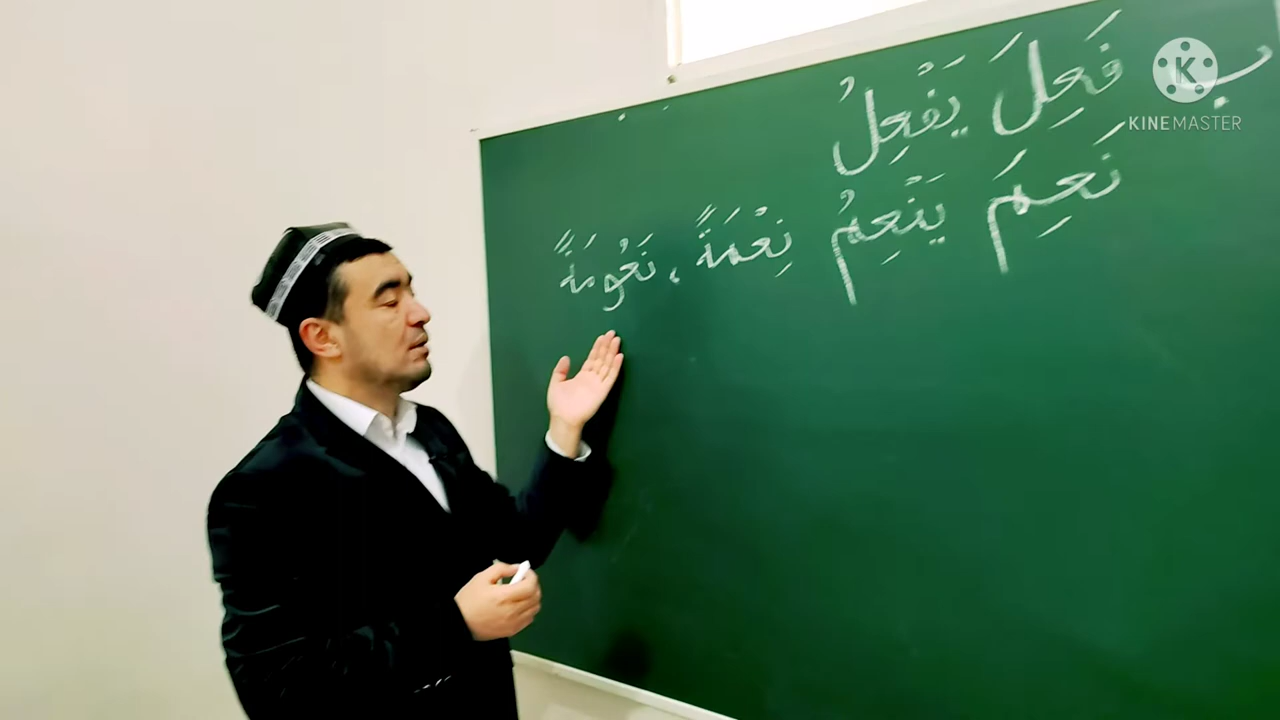 فَعِلَ يَفْعِلُ
نَعِمَ يَنْعِمُ نِعْمَةً، نَعُومَةً
KINEMASTER